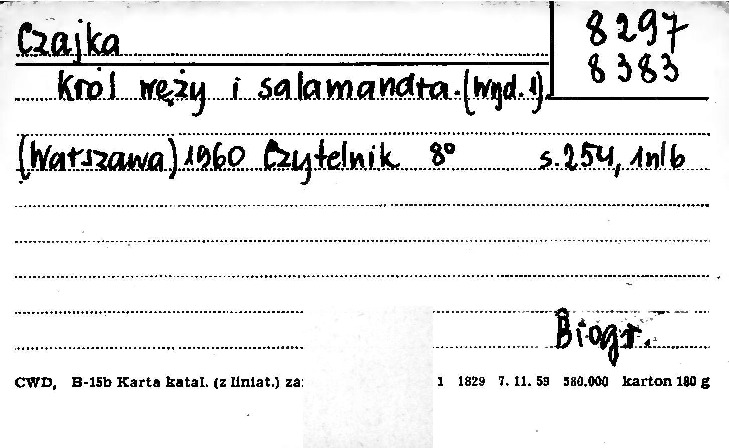 Czajka
8297
8383
Król węży i salamandra. (Wyd. 1).
(Warszawa) 1960 Czytelnik 8° s. 254, 1nlb
Biogr.
CWD, B-15b Karta katal. (z liniat.) za: 1 1829 7. 11. 59 580.000 karton 180 g